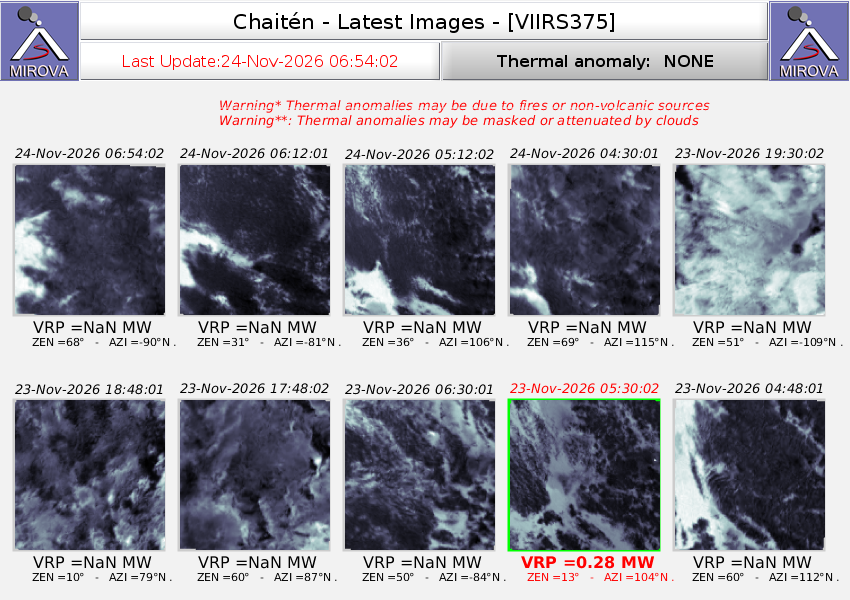 Chaitén - Latest Images - [VIIRS375]
MIROVA
Last Update:24-Nov-2026 06:54:02
Thermal anomaly: NONE
MIROVA
Warning* Thermal anomalies may be due to fires or non-volcanic sources
Warning**: Thermal anomalies may be masked or attenuated by clouds
24-Nov-2026 06:54:02 24-Nov-2026 06:12:01 24-Nov-2026 05:12:02 24-Nov-2026 04:30:01 23-Nov-2026 19:30:02
VRP =NaN MW VRP =NaN MW VRP =NaN MW VRP =NaN MW VRP =NaN MW
ZEN =68° - AZI =-90°N . ZEN =31° - AZI =-81°N . ZEN =36° - AZI =106°N . ZEN =69° - AZI =115°N . ZEN =51° - AZI =-109°N .
23-Nov-2026 18:48:01 23-Nov-2026 17:48:02 23-Nov-2026 06:30:01 23-Nov-2026 05:30:02 23-Nov-2026 04:48:01
VRP =NaN MW VRP =NaN MW VRP =NaN MW VRP =0.28 MW VRP =NaN MW
ZEN =10° - AZI =79°N . ZEN =60° - AZI =87°N . ZEN =50° - AZI =-84°N . ZEN =13° - AZI =104°N . ZEN =60° - AZI =112°N .